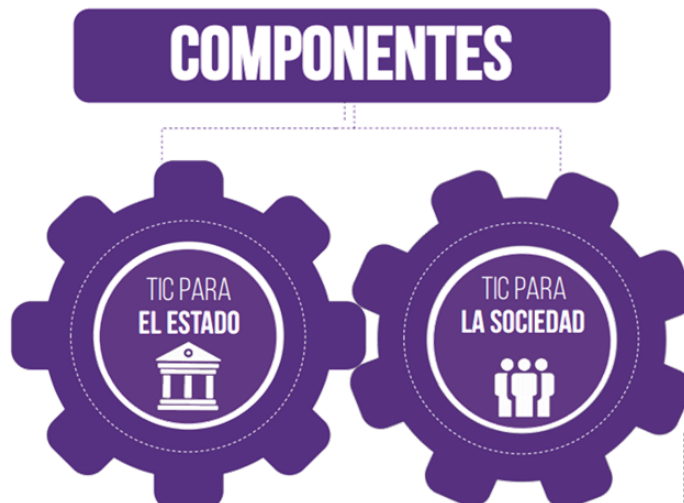 COMPONENTES
TIC PARA
EL ESTADO
TIC PARA
LA SOCIEDAD